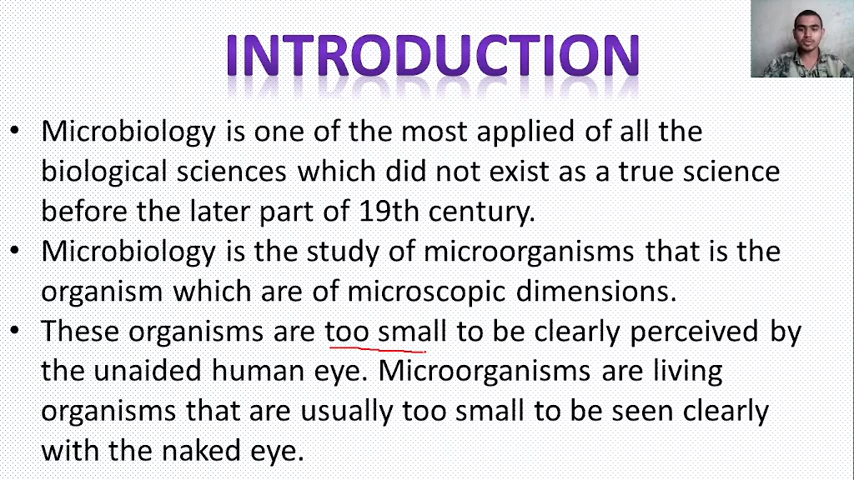 INTRODUCTION
• Microbiology is one of the most applied of all the
biological sciences which did not exist as a true science
before the later part of 19th century.
• Microbiology is the study of microorganisms that is the
organism which are of microscopic dimensions.
• These organisms are too small to be clearly perceived by
the unaided human eye. Microorganisms are living
organisms that are usually too small to be seen clearly
with the naked eye.